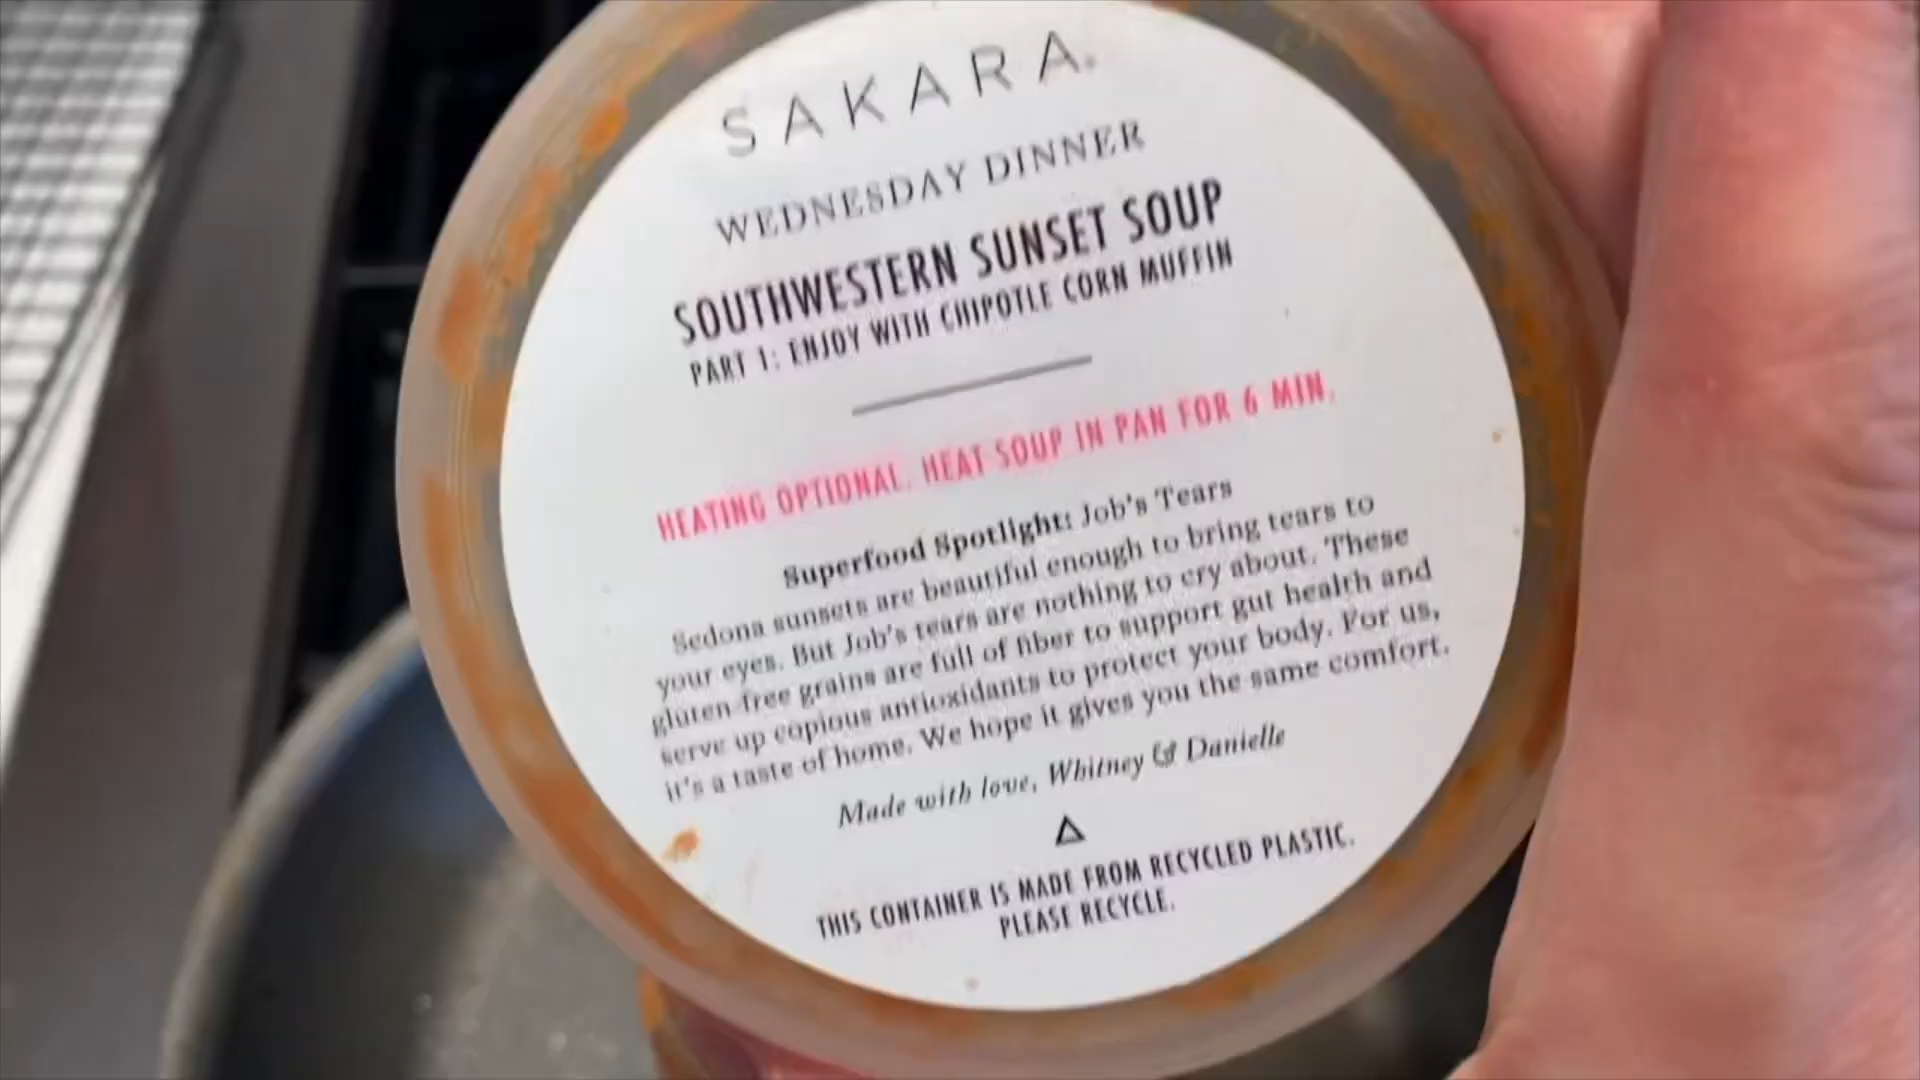 SAKARA.
WEDNESDAY DINNER
SOUTHWESTERN SUNSET SOUP
PART 1: ENJOY WITH CHIPOTLE CORN MUFFIN
HEATING OPTIONAL. HEAT SOUP IN PAN FOR 6 MIN.
Superfood Spotlight: Job's Tears
Sedona sunsets are beautiful enough to bring tears to
your eyes. But Job's tears are nothing to cry about. These
gluten-free grains are full of fiber to support gut health and
serve up copious antioxidants to protect your body. For us,
it's a taste of home. We hope it gives you the same comfort.
Made with love, Whitney & Danielle
THIS CONTAINER IS MADE FROM RECYCLED PLASTIC.
PLEASE RECYCLE.